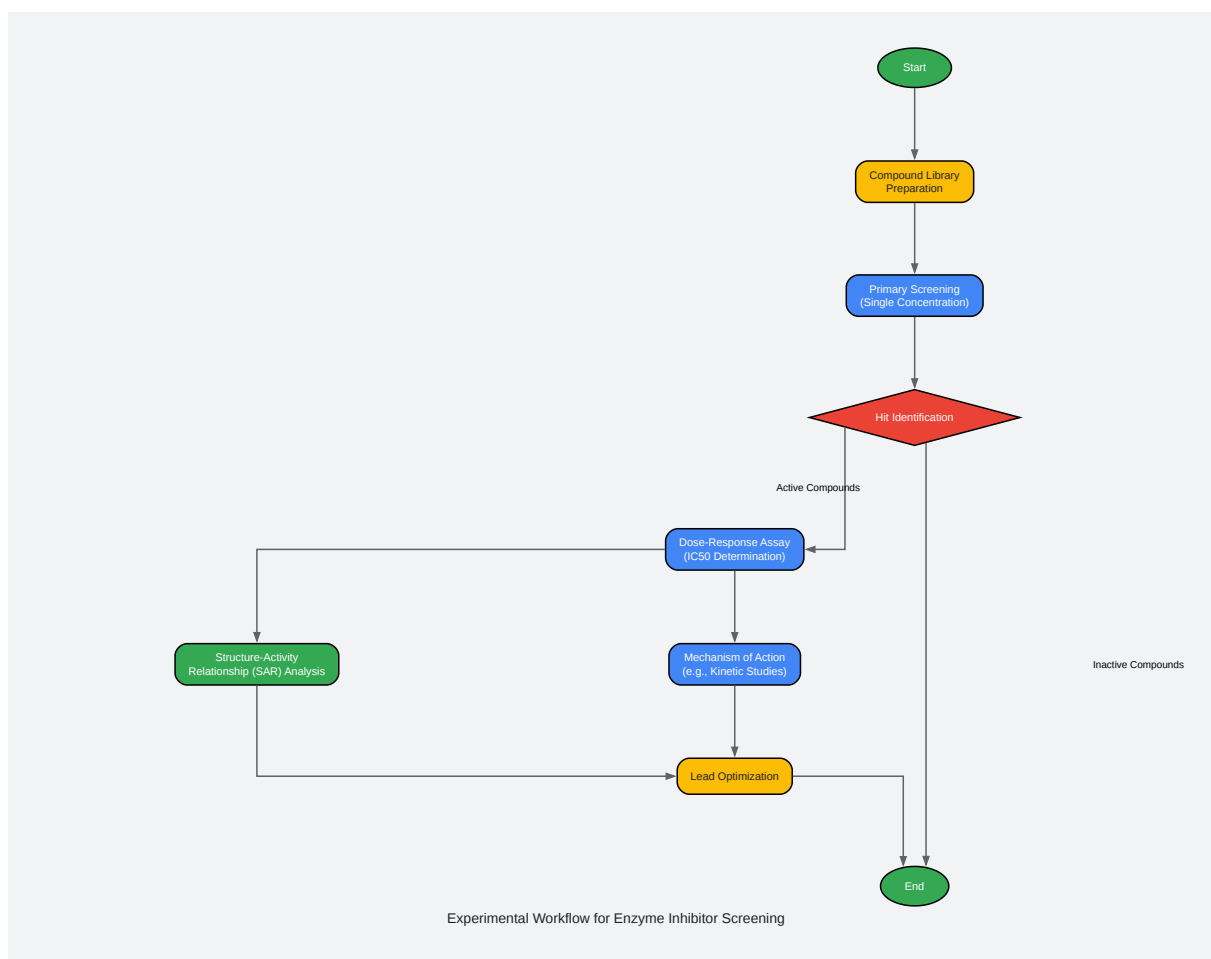 Start
Compound Library
Preparation
Primary Screening
(Single Concentration)
Hit Identification
Active Compounds
Dose-Response Assay
(IC50 Determination)
Structure-Activity
Relationship (SAR) Analysis
Mechanism of Action
(e.g., Kinetic Studies)
Inactive Compounds
Lead Optimization
End
Experimental Workflow for Enzyme Inhibitor Screening